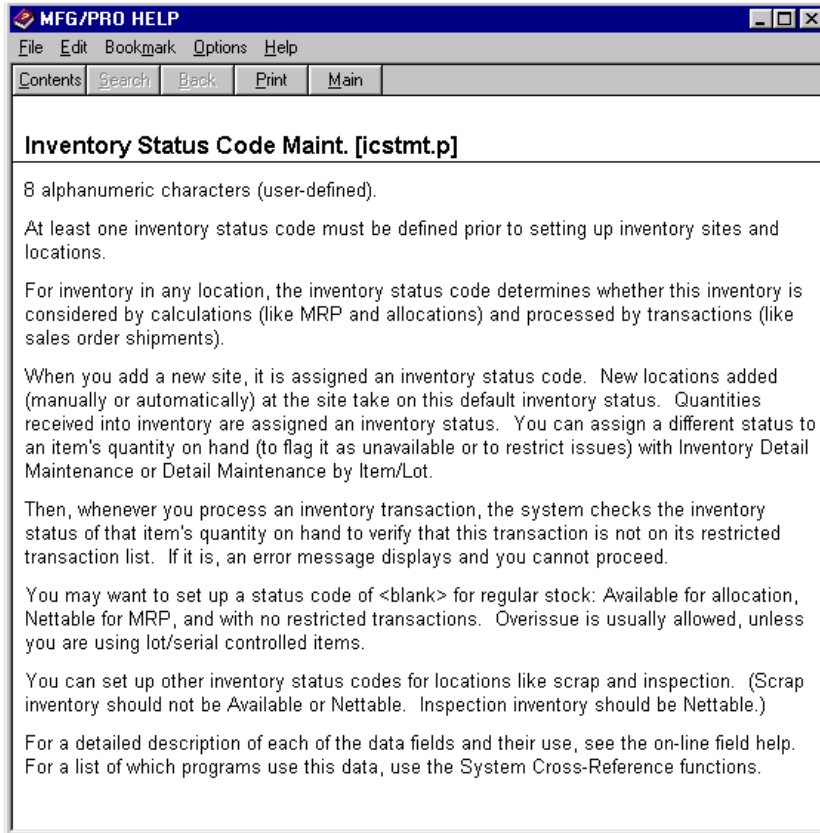 MFG/PRO HELP
File Edit Bookmark Options Help
Contents Search Back Print Main
Inventory Status Code Maint. [icstmt.p]
8 alphanumeric characters (user-defined).
At least one inventory status code must be defined prior to setting up inventory sites and
locations.
For inventory in any location, the inventory status code determines whether this inventory is
considered by calculations (like MRP and allocations) and processed by transactions (like
sales order shipments).
When you add a new site, it is assigned an inventory status code.  New locations added
(manually or automatically) at the site take on this default inventory status.  Quantities
received into inventory are assigned an inventory status.  You can assign a different status to
an item's quantity on hand (to flag it as unavailable or to restrict issues) with Inventory Detail
Maintenance or Detail Maintenance by Item/Lot.
Then, whenever you process an inventory transaction, the system checks the inventory
status of that item's quantity on hand to verify that this transaction is not on its restricted
transaction list.  If it is, an error message displays and you cannot proceed.
You may want to set up a status code of <blank> for regular stock: Available for allocation,
Nettable for MRP, and with no restricted transactions.  Overissue is usually allowed, unless
you are using lot/serial controlled items.
You can set up other inventory status codes for locations like scrap and inspection.  (Scrap
inventory should not be Available or Nettable.  Inspection inventory should be Nettable.)
For a detailed description of each of the data fields and their use, see the on-line field help.
For a list of which programs use this data, use the System Cross-Reference functions.